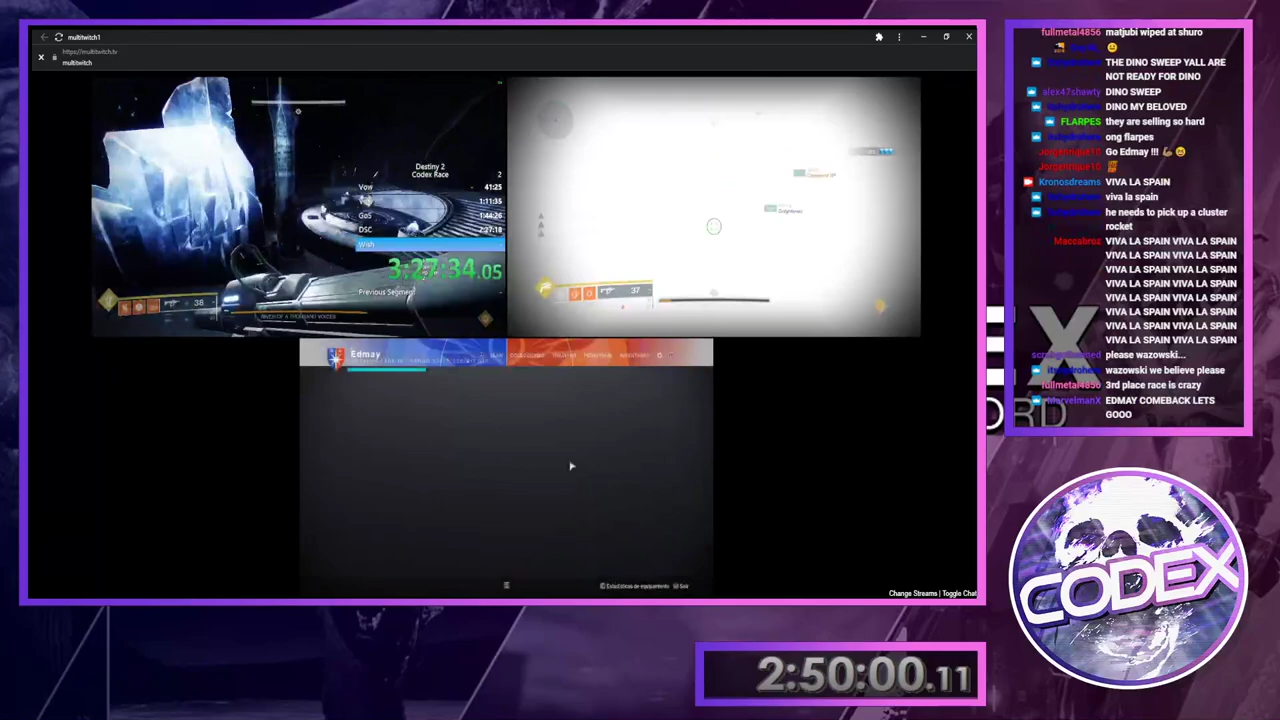 multitwitch1
https://multitwitch.tv
multitwitch
Destiny 2
Codex Race
2
Vow
41:25
1:11:35
GoS
1:44:26
DSC
Wish
3:27:34.05
Previous Segment
38
37
Edmay
Change Streams | Toggle Chat
fullmetal4856 matjubi wiped at shuro
THE DINO SWEEP YALL ARE
NOT READY FOR DINO
alex47shawty DINO SWEEP
DINO MY BELOVED
FLARPES they are selling so hard
ong flarpes
Go Edmay !!!
Kronosdreams VIVA LA SPAIN
viva la spain
he needs to pick up a cluster
rocket
Maccabroz VIVA LA SPAIN VIVA LA SPAIN
VIVA LA SPAIN VIVA LA SPAIN
VIVA LA SPAIN VIVA LA SPAIN
VIVA LA SPAIN VIVA LA SPAIN
VIVA LA SPAIN VIVA LA SPAIN
VIVA LA SPAIN VIVA LA SPAIN
VIVA LA SPAIN VIVA LA SPAIN
VIVA LA SPAIN VIVA LA SPAIN
please wazowski...
wazowski we believe please
fullmetal4856 3rd place race is crazy
MarvelmanX EDMAY COMEBACK LETS
GOOO
CODEX
2:50:00.11